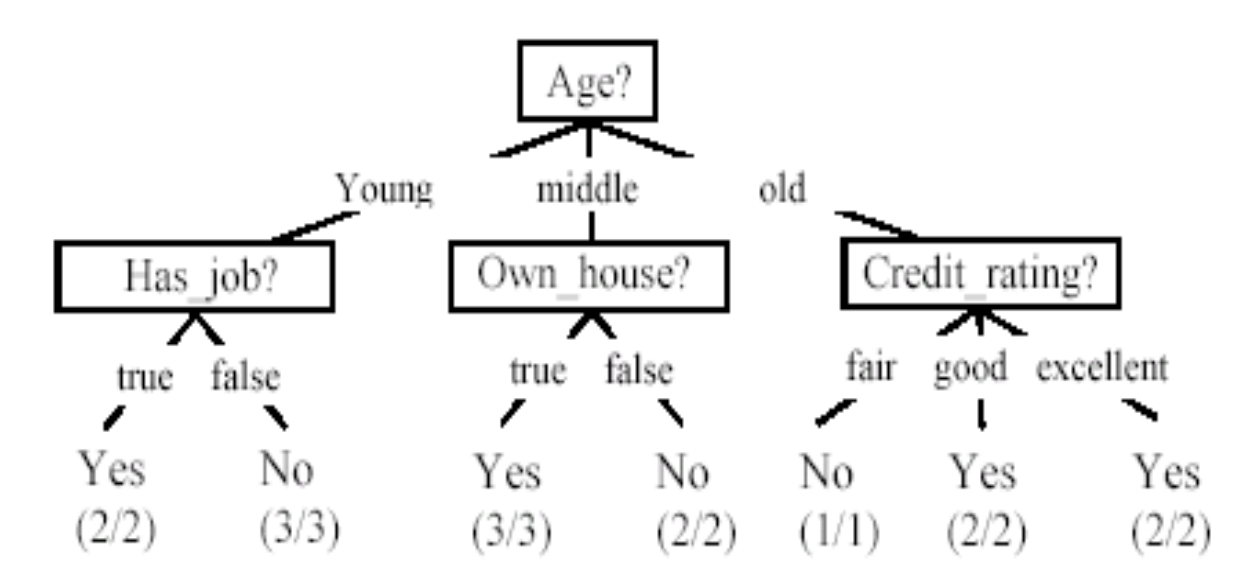 Age?
Young middle old
Has_job? Own_house? Credit_rating?
true false true false fair good excellent
Yes No Yes No No Yes Yes
(2/2) (3/3) (3/3) (2/2) (1/1) (2/2) (2/2)